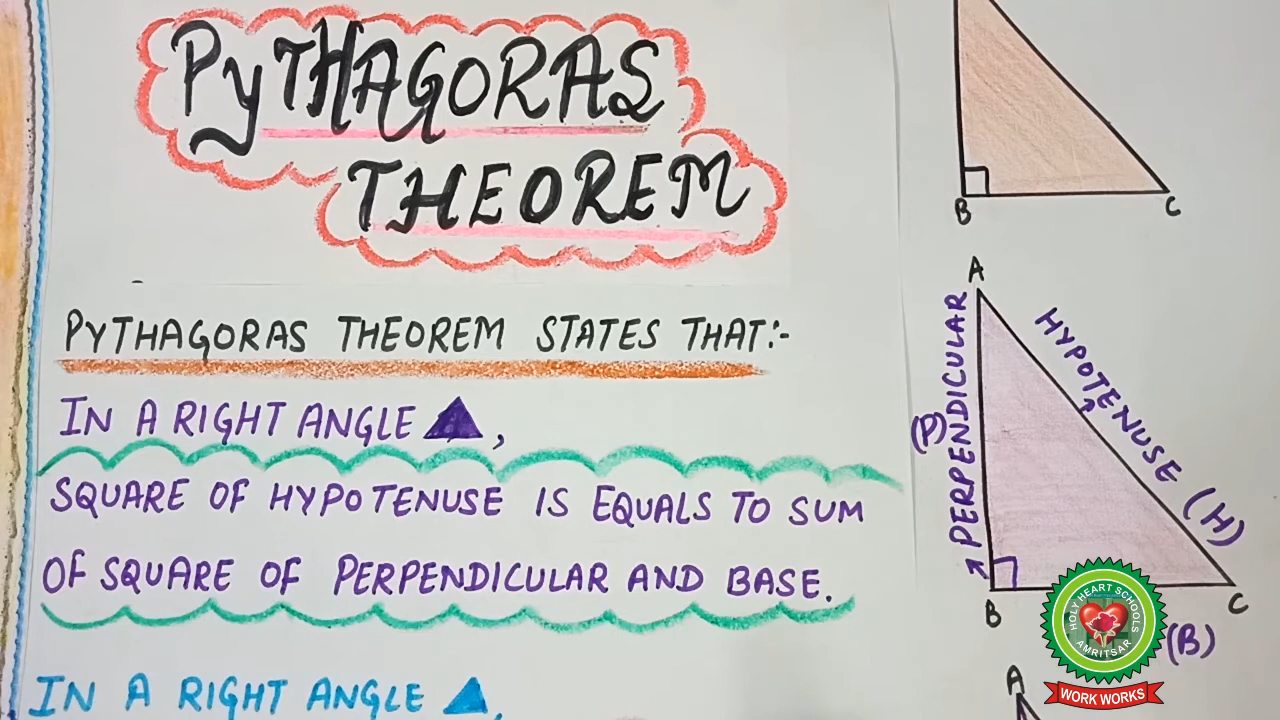 PyTHAGORAS
THEOREM
PyTHAGORAS THEOREM STATES THAT:-
IN A RIGHT ANGLE ,
SQUARE OF HYPOTENUSE IS EQUALS TO SUM
OF SQUARE OF PERPENDICULAR AND BASE.
IN A RIGHT ANGLE ,
B C
A
PERPENDICULAR
(P)
HYPOTENUSE (H)
B C
(B)
A
HOLY HEART SCHOOLS
AMRITSAR
WORK WORKS